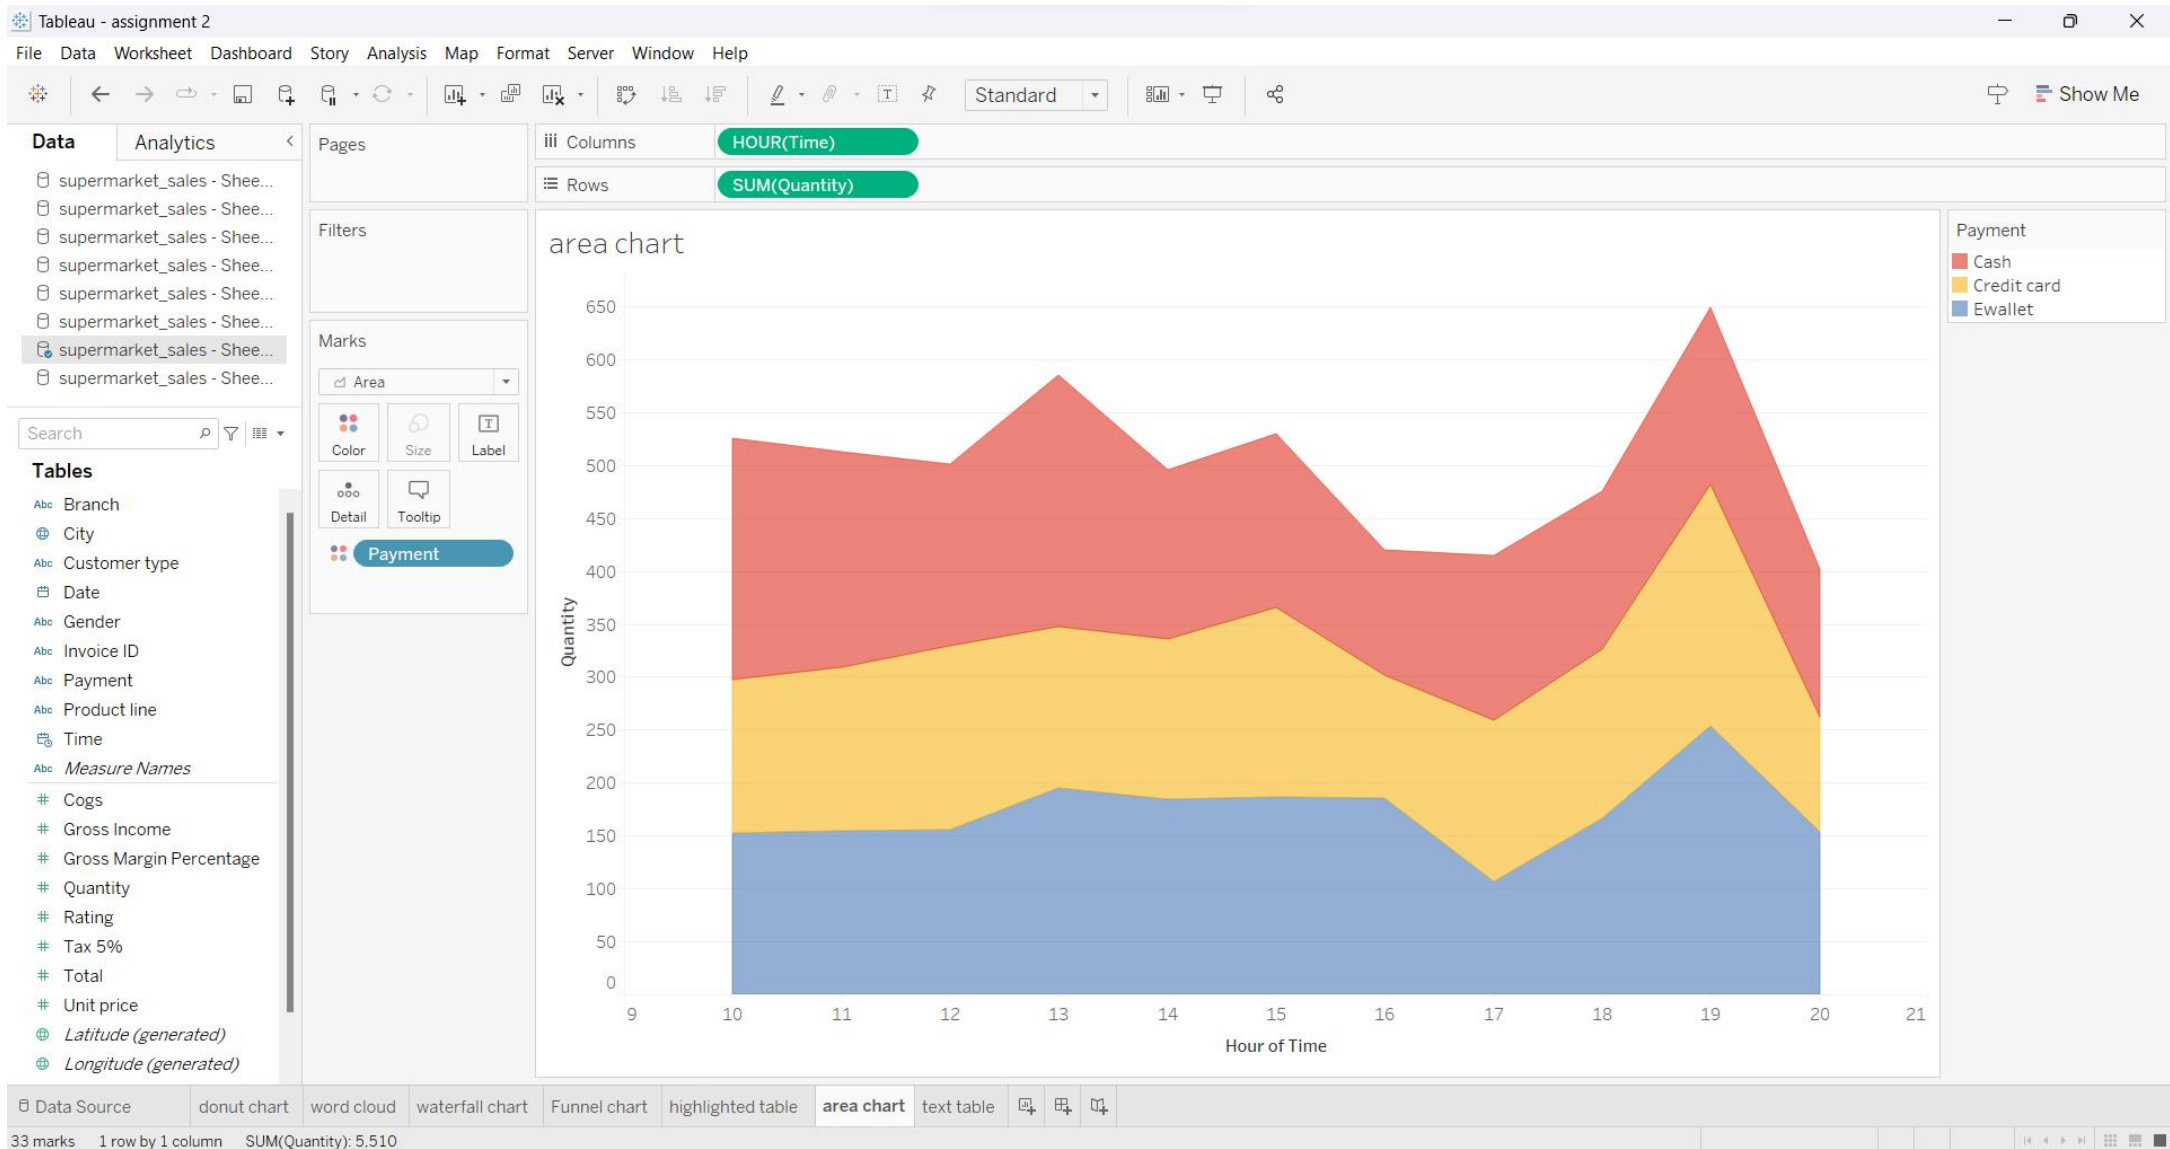 Tableau - assignment 2
File Data Worksheet Dashboard Story Analysis Map Format Server Window Help
Standard
Show Me
Data Analytics
supermarket_sales - Shee...
supermarket_sales - Shee...
supermarket_sales - Shee...
supermarket_sales - Shee...
supermarket_sales - Shee...
supermarket_sales - Shee...
supermarket_sales - Shee...
supermarket_sales - Shee...
Search
Tables
Abc Branch
City
Abc Customer type
Date
Abc Gender
Abc Invoice ID
Abc Payment
Abc Product line
Time
Abc Measure Names
# Cogs
# Gross Income
# Gross Margin Percentage
# Quantity
# Rating
# Tax 5%
# Total
# Unit price
Latitude (generated)
Longitude (generated)
Pages
Filters
Marks
Area
Color Size Label
Detail Tooltip
Payment
Columns HOUR(Time)
Rows SUM(Quantity)
area chart
650
600
550
500
450
400
350
300
250
200
150
100
50
0
Quantity
9 10 11 12 13 14 15 16 17 18 19 20 21
Hour of Time
Payment
Cash
Credit card
Ewallet
Data Source donut chart word cloud waterfall chart Funnel chart highlighted table area chart text table
33 marks 1 row by 1 column SUM(Quantity): 5,510